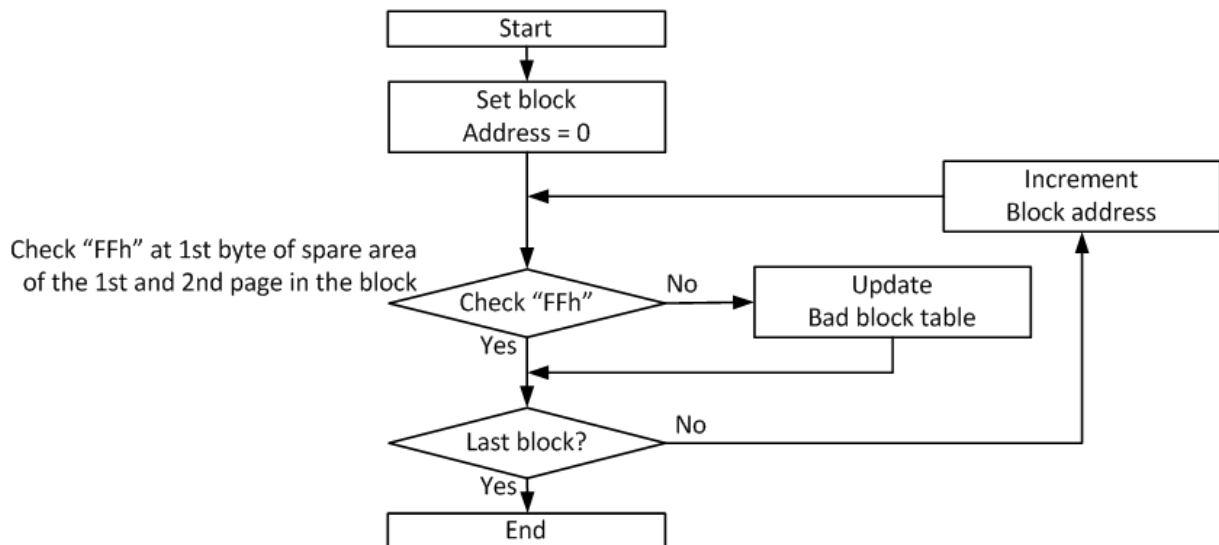 Start
Set block
Address = 0
Increment
Block address
Check “FFh” at 1st byte of spare area
of the 1st and 2nd page in the block
Check “FFh”
No
Update
Bad block table
Yes
Last block?
No
Yes
End